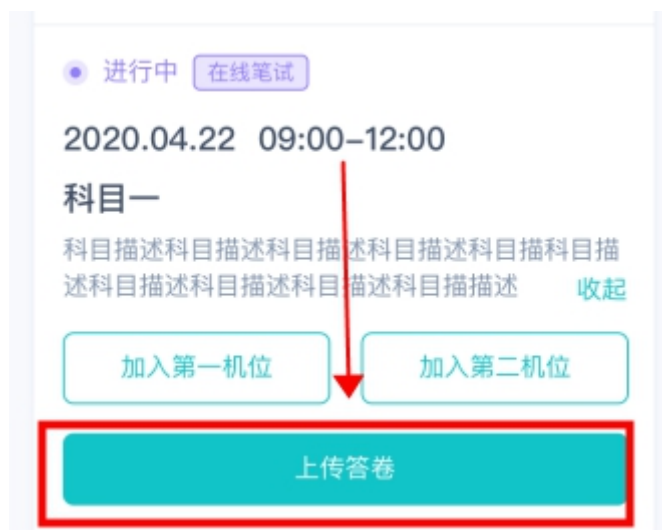 进行中 在线笔试
2020.04.22 09:00-12:00
科目一
科目描述科目描述科目描述科目描述科目描科目描
述科目描述科目描述科目描述科目描描述 收起
加入第一机位 加入第二机位
上传答卷